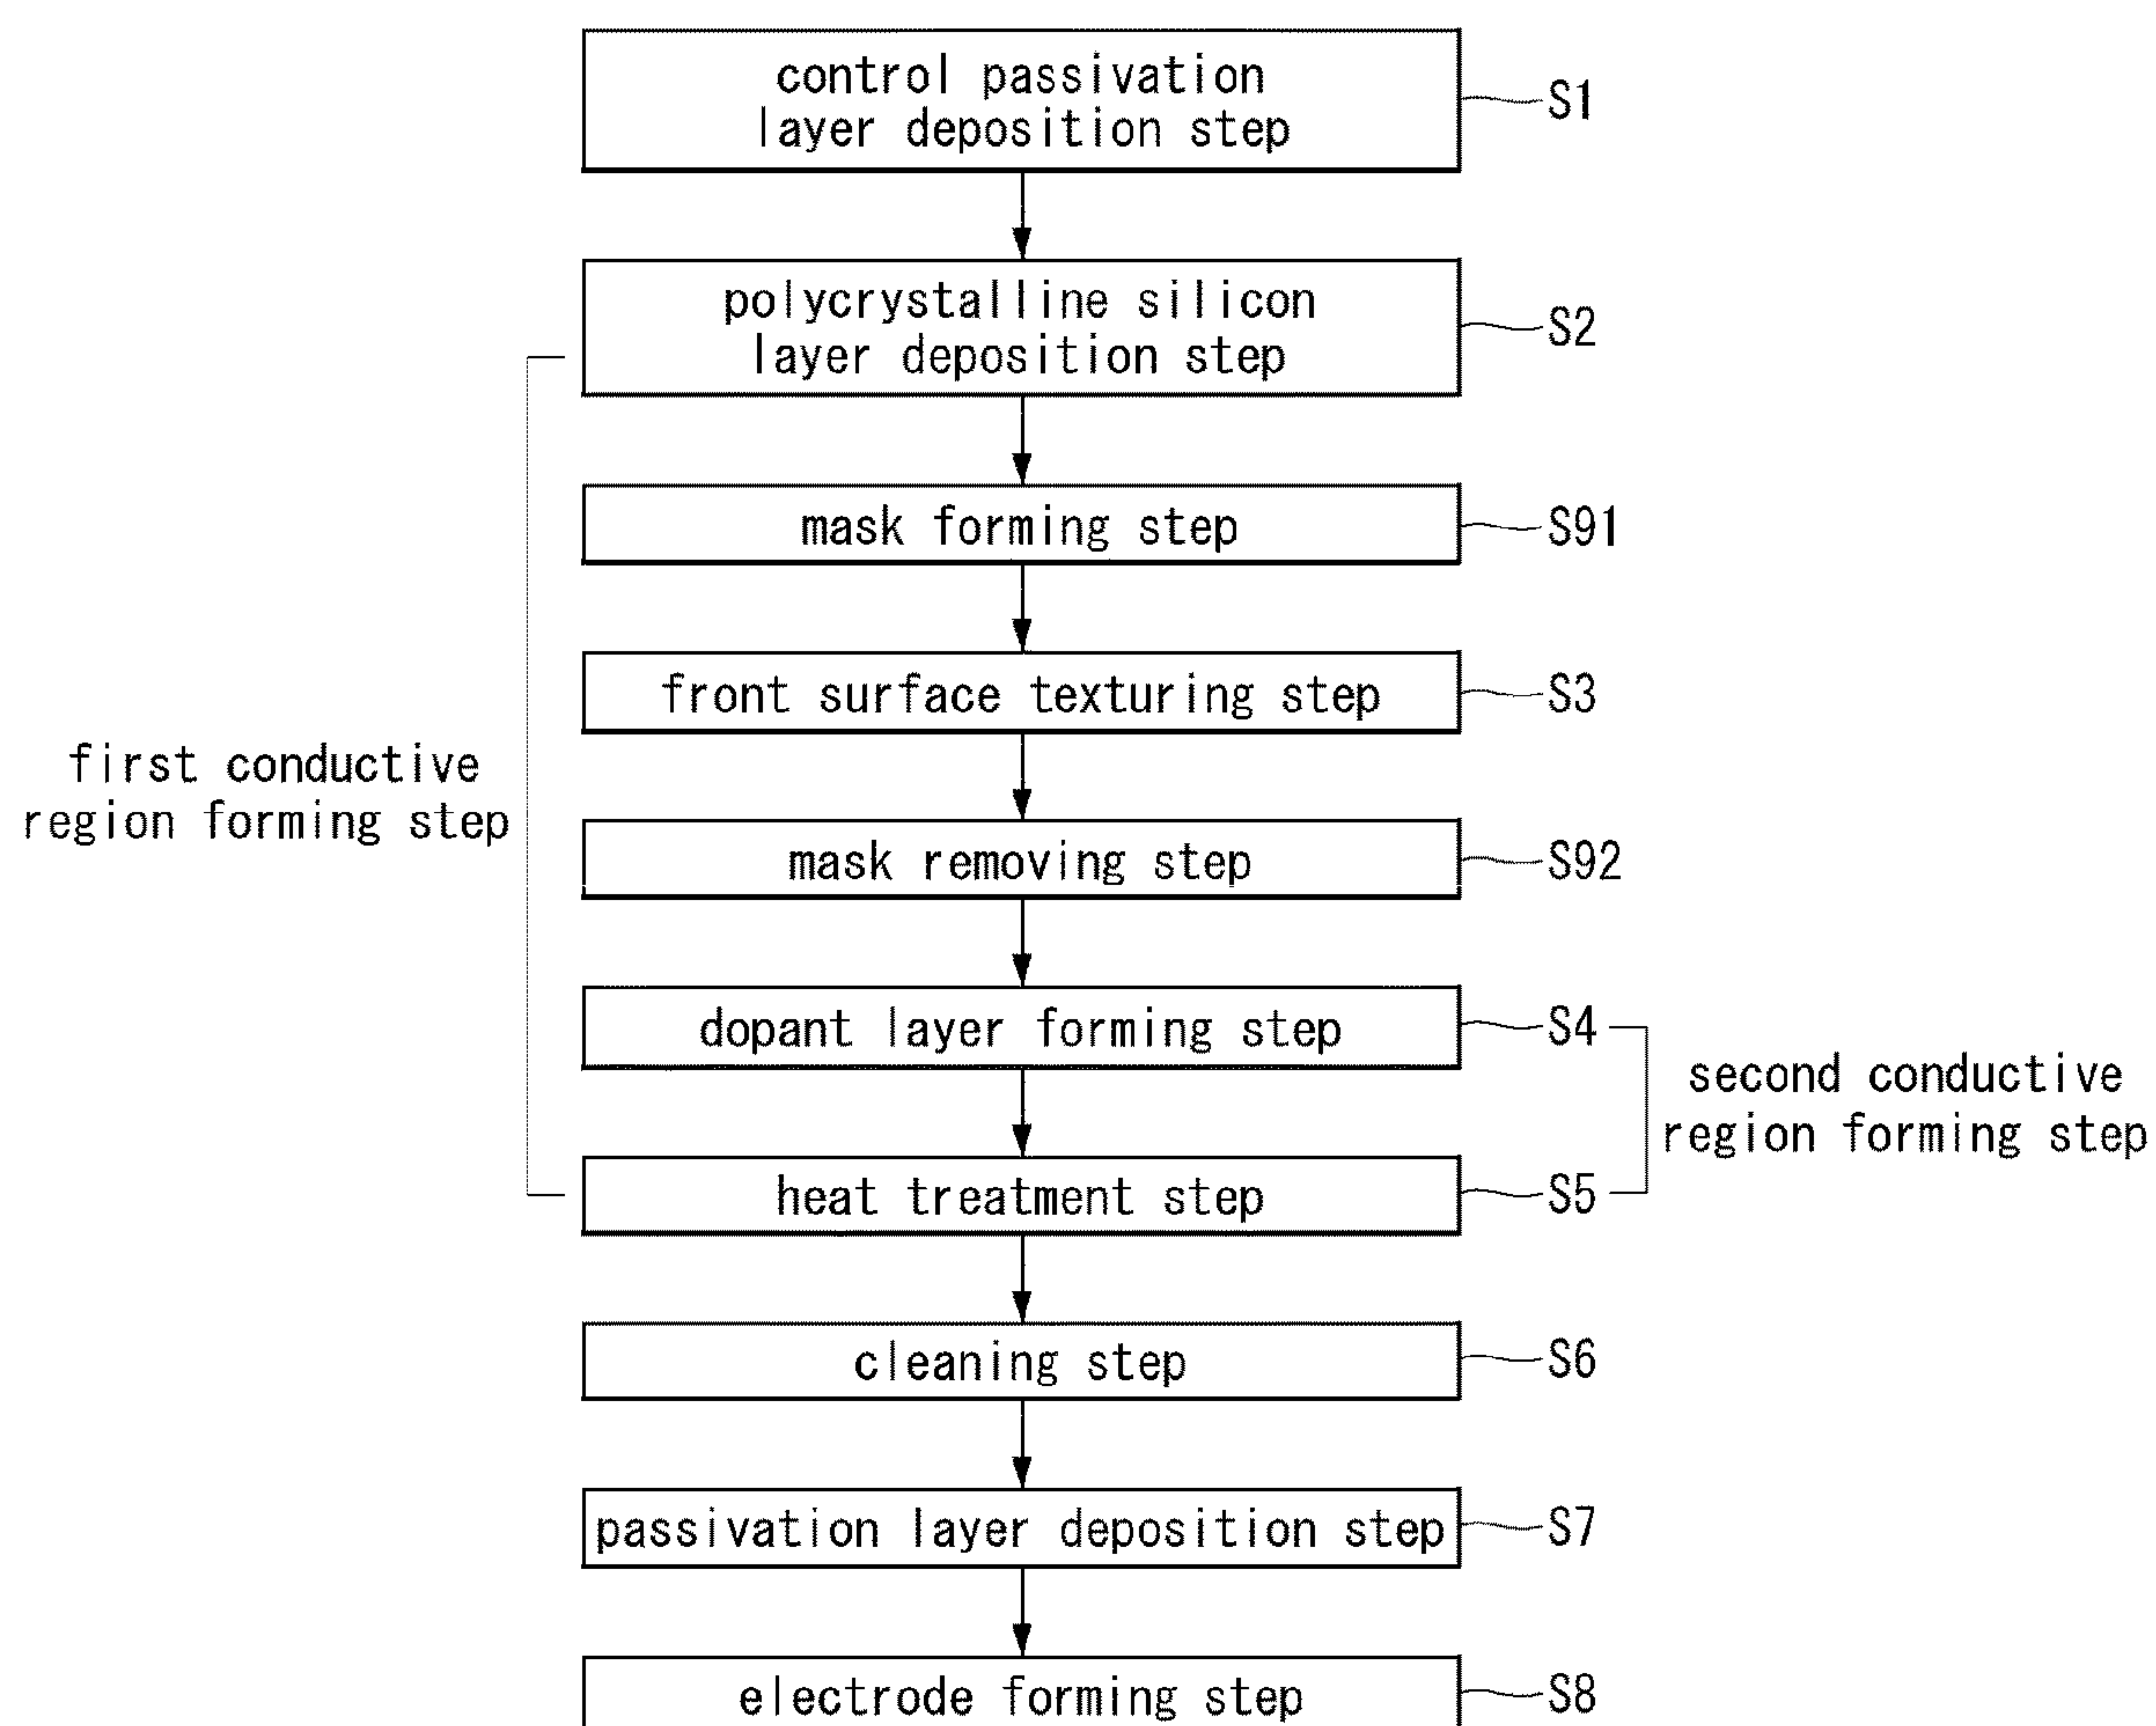 control passivation
layer deposition step
S1
polycrystalline silicon
layer deposition step
S2
mask forming step
S91
front surface texturing step
S3
first conductive
region forming step
mask removing step
S92
dopant layer forming step
S4
second conductive
region forming step
heat treatment step
S5
cleaning step
S6
passivation layer deposition step
S7
electrode forming step
S8